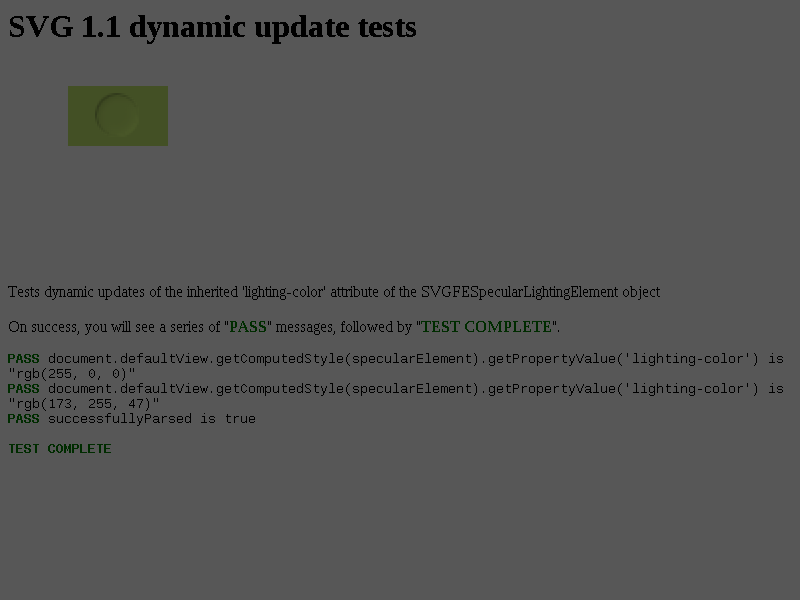 SVG 1.1 dynamic update tests
Tests dynamic updates of the inherited 'lighting-color' attribute of the SVGFESpecularLightingElement object
On success, you will see a series of "PASS" messages, followed by "TEST COMPLETE".
PASS document.defaultView.getComputedStyle(specularElement).getPropertyValue('lighting-color') is
"rgb(255, 0, 0)"
PASS document.defaultView.getComputedStyle(specularElement).getPropertyValue('lighting-color') is
"rgb(173, 255, 47)"
PASS successfullyParsed is true
TEST COMPLETE